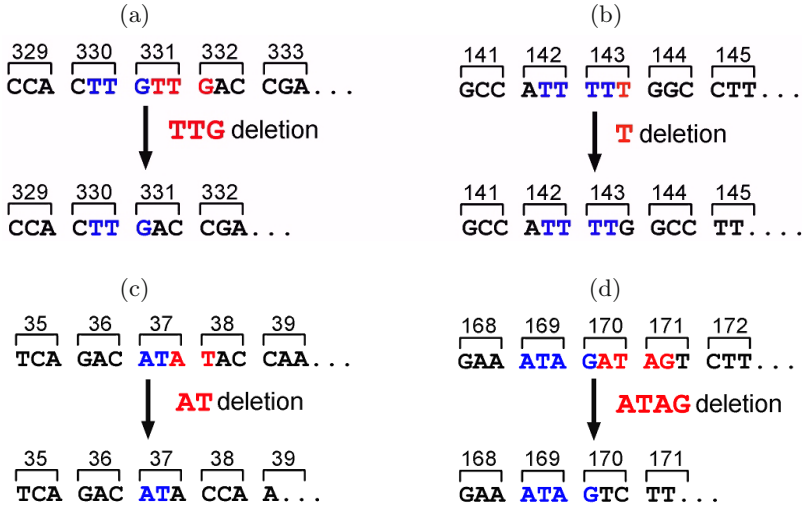 (a)
329 330 331 332 333
CCA CTT GTT GAC CGA...
TTG deletion
329 330 331 332
CCA CTT GAC CGA...
(b)
141 142 143 144 145
GCC ATT TTT GGC CTT....
T deletion
141 142 143 144 145
GCC ATT TTG GCC TT....
(c)
35 36 37 38 39
TCA GAC ATA TAC CAA...
AT deletion
35 36 37 38 39
TCA GAC ATA CCA A...
(d)
168 169 170 171 172
GAA ATA GAT AGT CTT...
ATAG deletion
168 169 170 171
GAA ATA GTC TT...